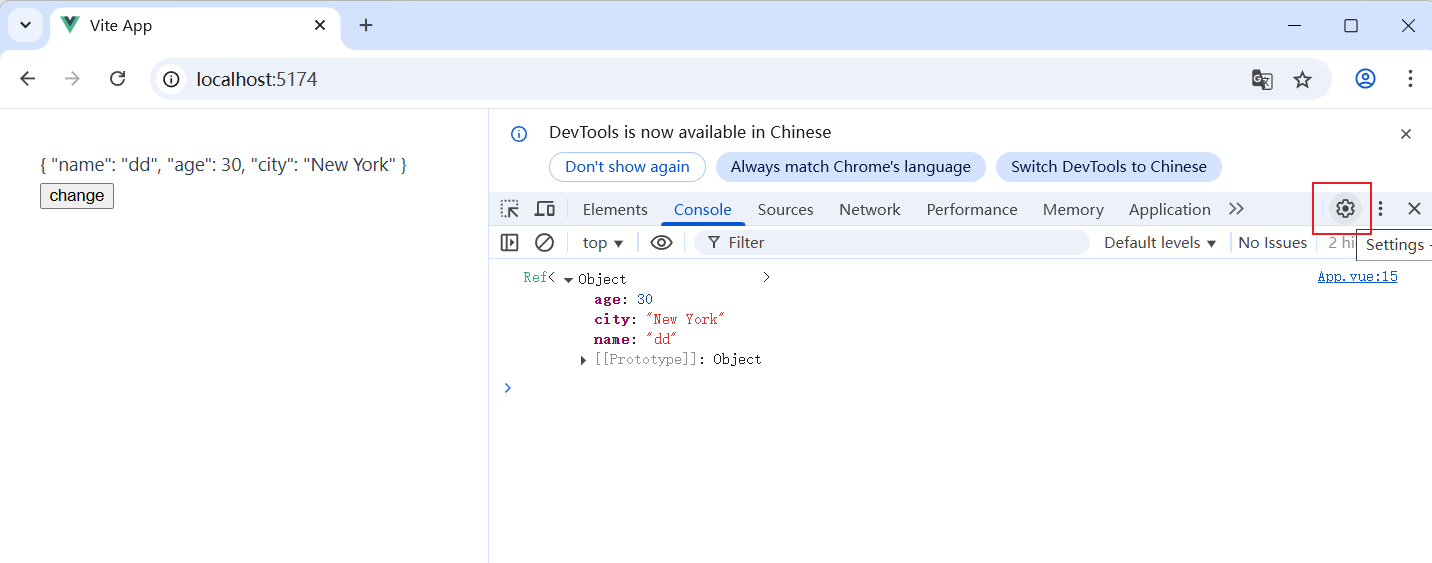 Vite App
localhost:5174
DevTools is now available in Chinese
Don't show again Always match Chrome's language Switch DevTools to Chinese
{ "name": "dd", "age": 30, "city": "New York" }
change
Elements Console Sources Network Performance Memory Application
top Filter Default levels No Issues 2 hi
Settings -
Ref< Object > App.vue:15
age: 30
city: "New York"
name: "dd"
[[Prototype]]: Object